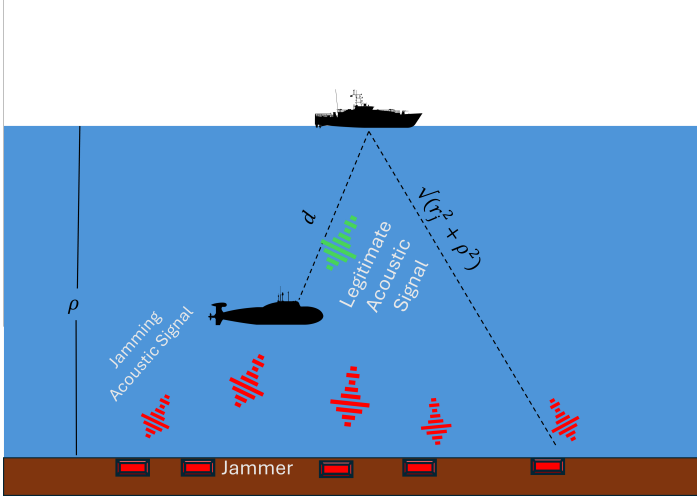 d
√(rⱼ² + ρ²)
Legitimate
Acoustic
Signal
ρ
Jamming
Acoustic Signal
Jammer